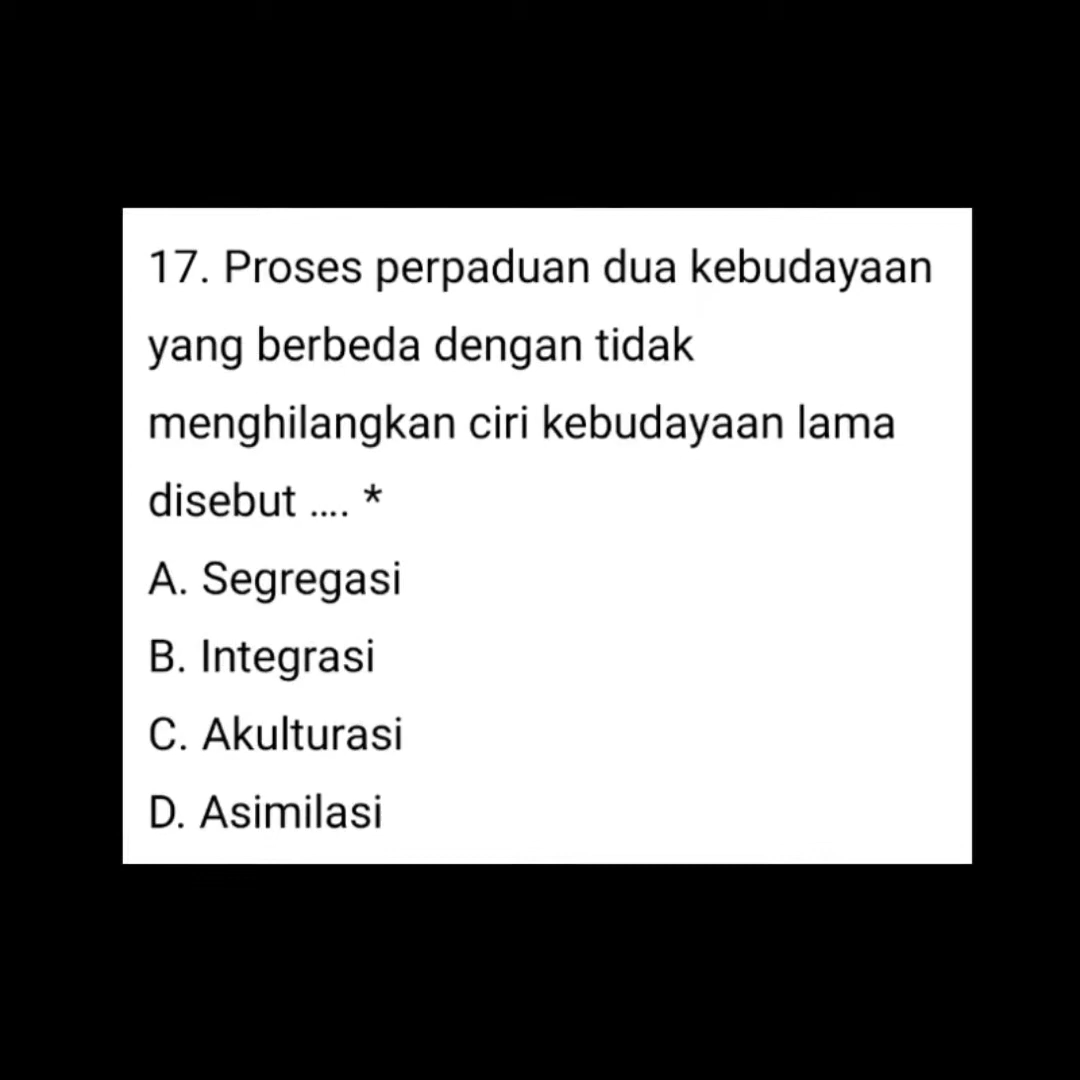 17. Proses perpaduan dua kebudayaan
yang berbeda dengan tidak
menghilangkan ciri kebudayaan lama
disebut .... *
A. Segregasi
B. Integrasi
C. Akulturasi
D. Asimilasi